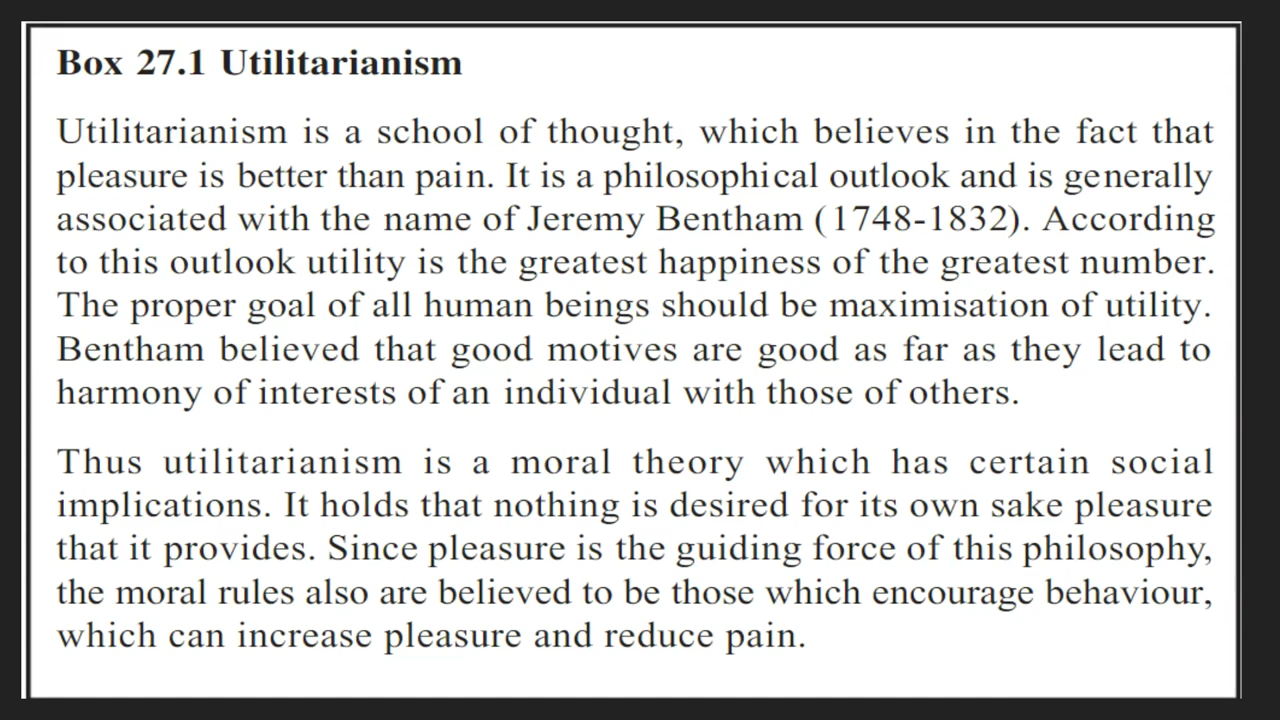 Box 27.1 Utilitarianism
Utilitarianism is a school of thought, which believes in the fact that
pleasure is better than pain. It is a philosophical outlook and is generally
associated with the name of Jeremy Bentham (1748-1832). According
to this outlook utility is the greatest happiness of the greatest number.
The proper goal of all human beings should be maximisation of utility.
Bentham believed that good motives are good as far as they lead to
harmony of interests of an individual with those of others.
Thus utilitarianism is a moral theory which has certain social
implications. It holds that nothing is desired for its own sake pleasure
that it provides. Since pleasure is the guiding force of this philosophy,
the moral rules also are believed to be those which encourage behaviour,
which can increase pleasure and reduce pain.